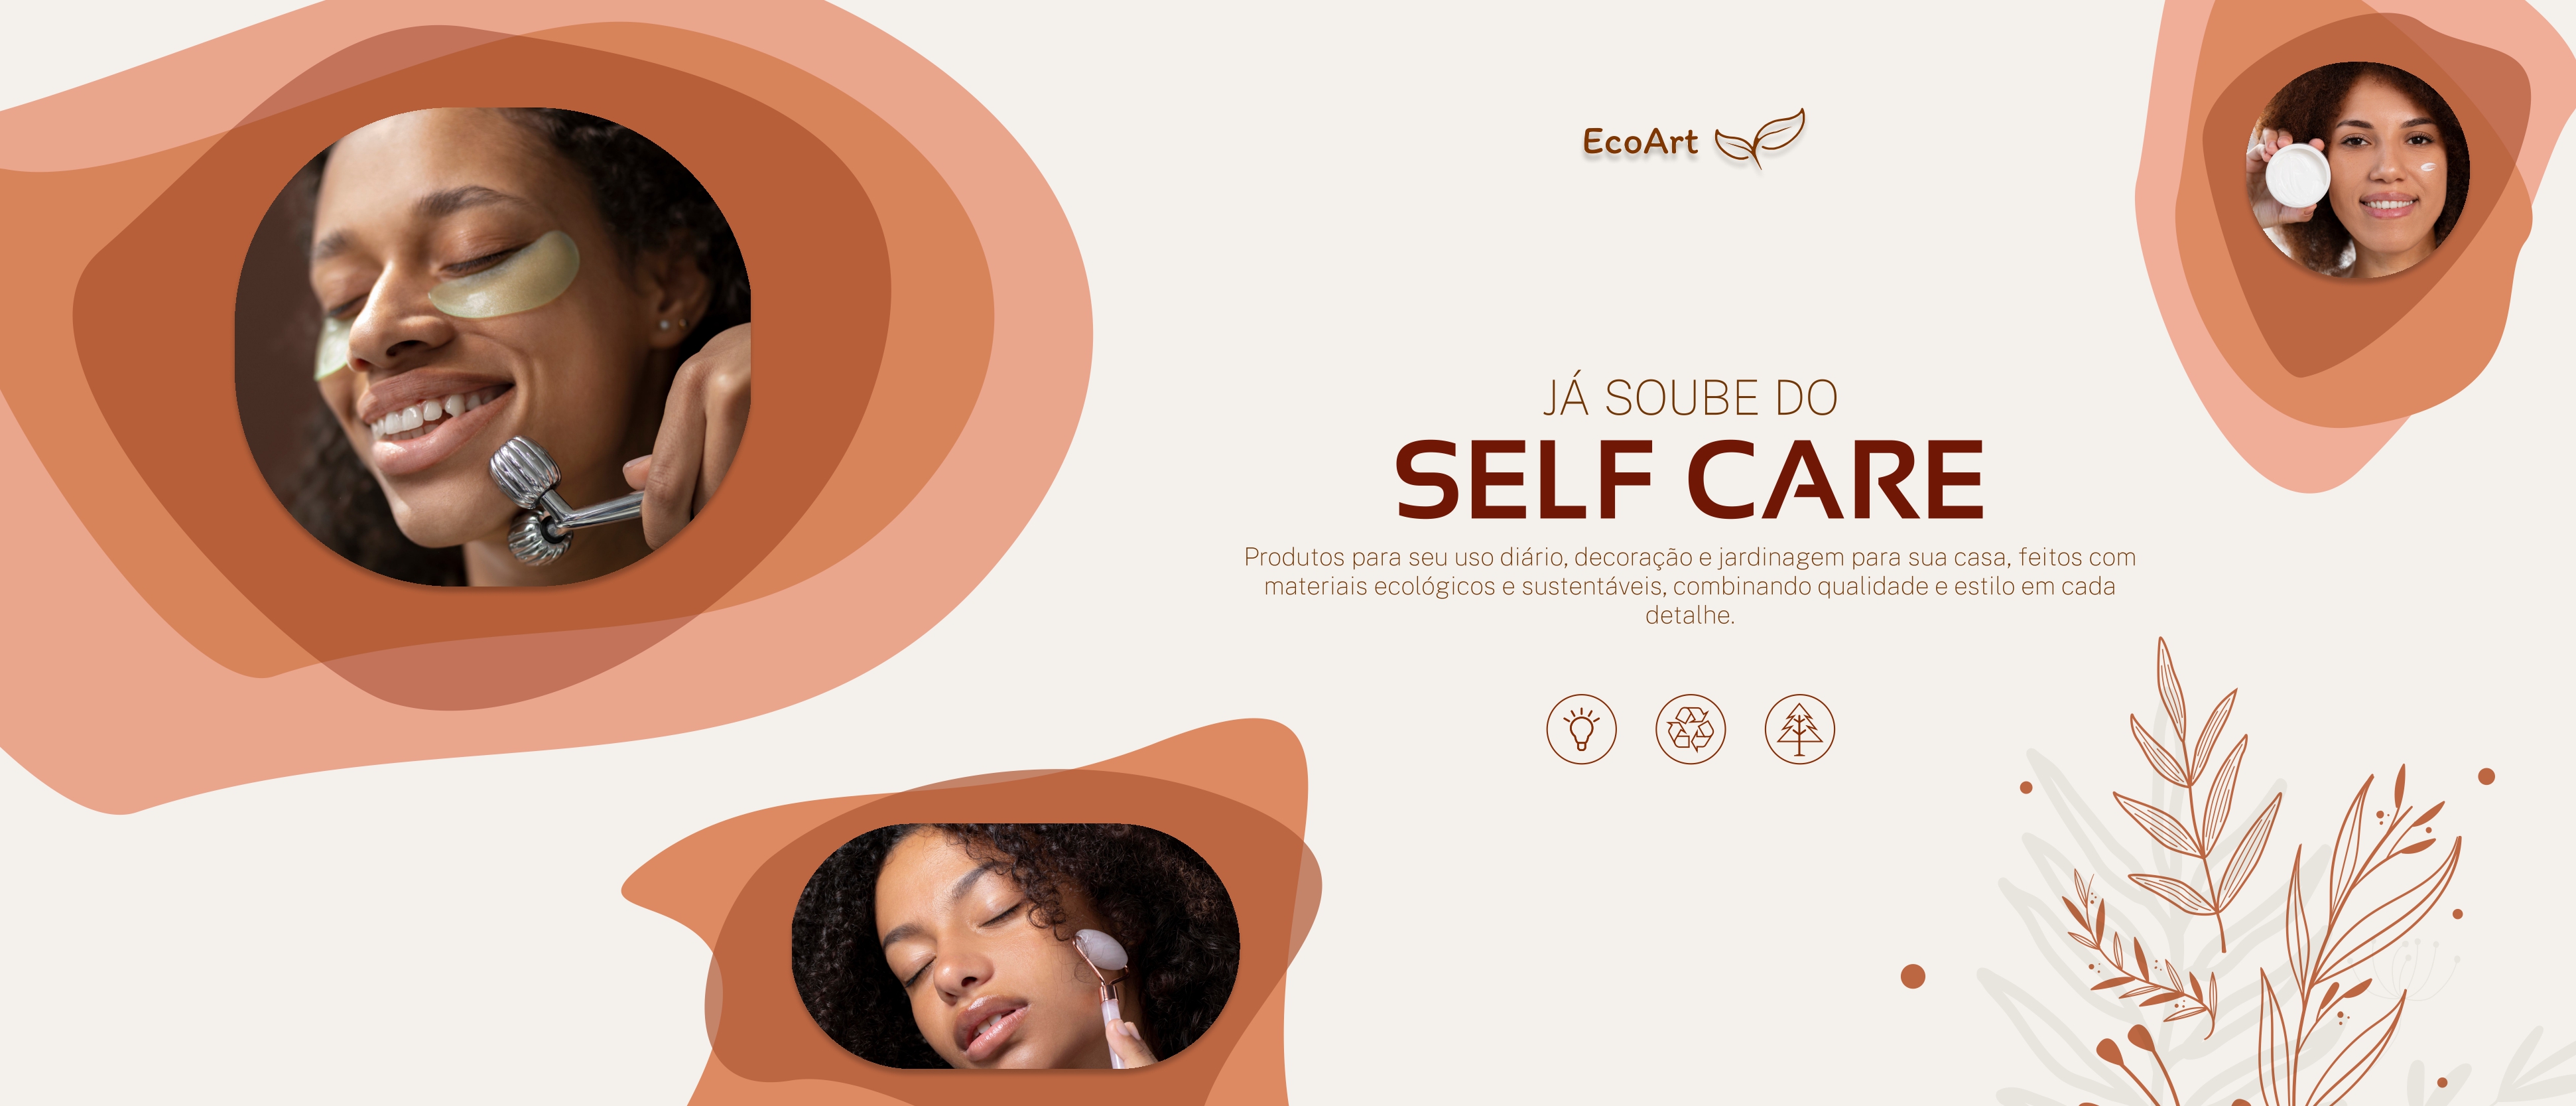 EcoArt
JÁ SOUBE DO
SELF CARE
Produtos para seu uso diário, decoração e jardinagem para sua casa, feitos com
materiais ecológicos e sustentáveis, combinando qualidade e estilo em cada
detalhe.